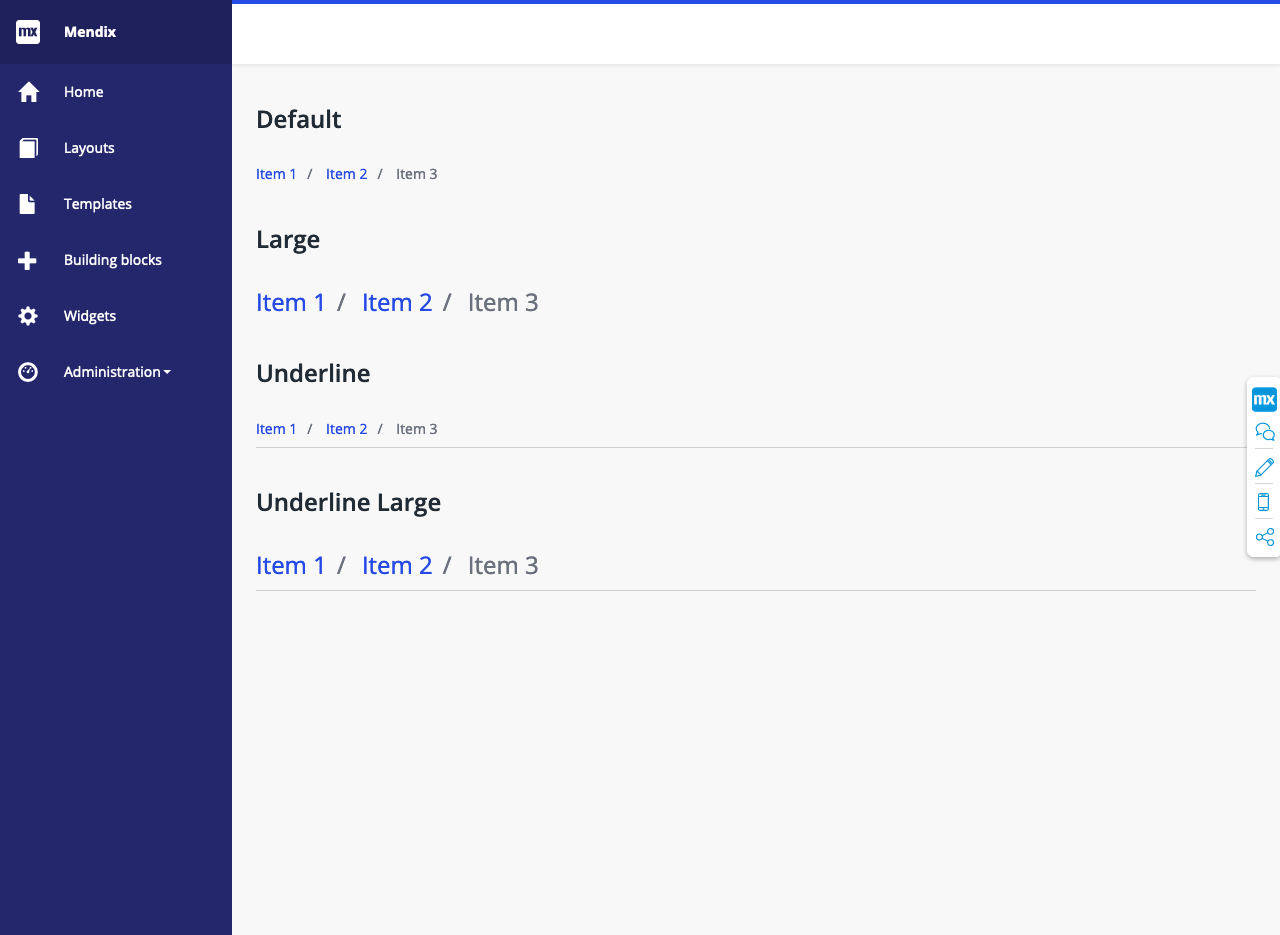 mx Mendix
Home
Layouts
Templates
Building blocks
Widgets
Administration
Default
Item 1 / Item 2 / Item 3
Large
Item 1 / Item 2 / Item 3
Underline
Item 1 / Item 2 / Item 3
Underline Large
Item 1 / Item 2 / Item 3
mx